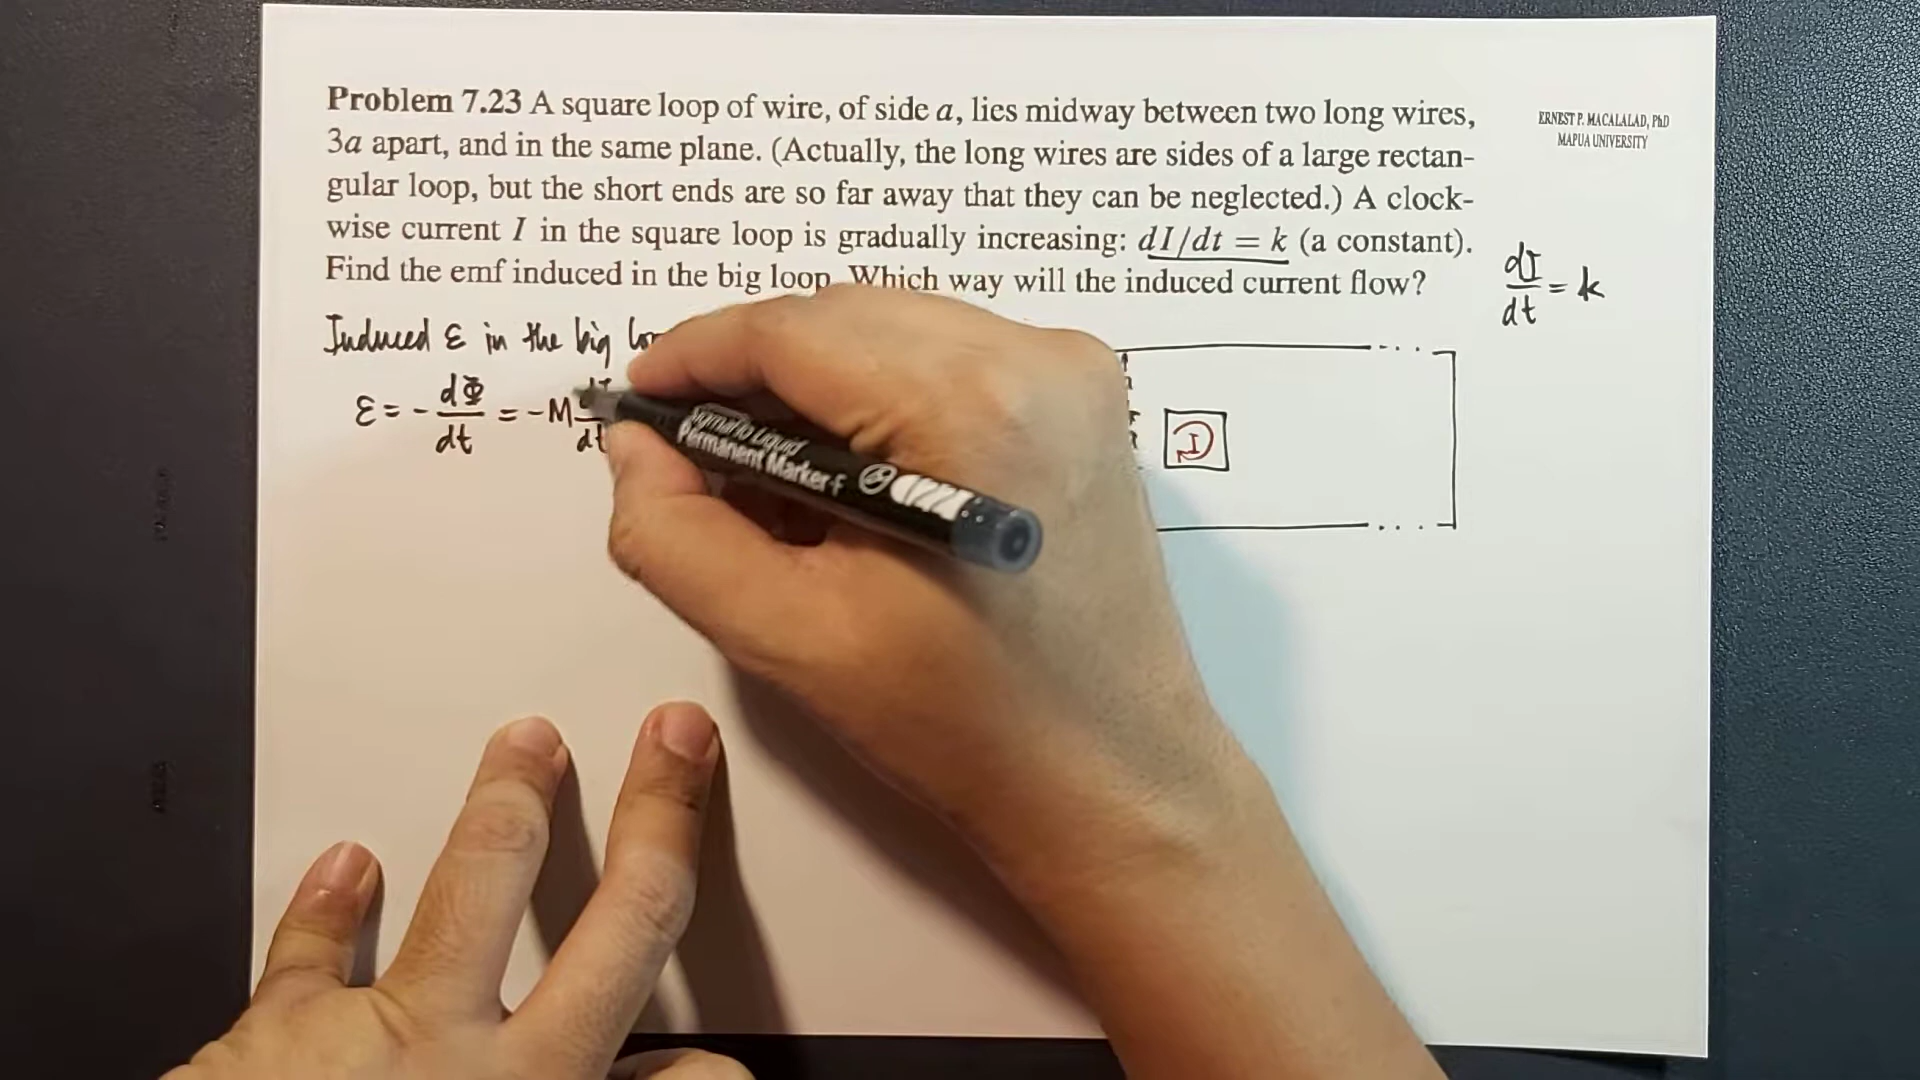 Problem 7.23 A square loop of wire, of side a, lies midway between two long wires,
3a apart, and in the same plane. (Actually, the long wires are sides of a large rectan-
gular loop, but the short ends are so far away that they can be neglected.) A clock-
wise current I in the square loop is gradually increasing: dI/dt = k (a constant).
Find the emf induced in the big loop. Which way will the induced current flow?
ERNEST P. MACALALAD, PhD
MAPUA UNIVERSITY
dI/dt = k
Induced ε in the big
ε = - dΦ/dt = -M dI/dt
I
Permanent Marker-F